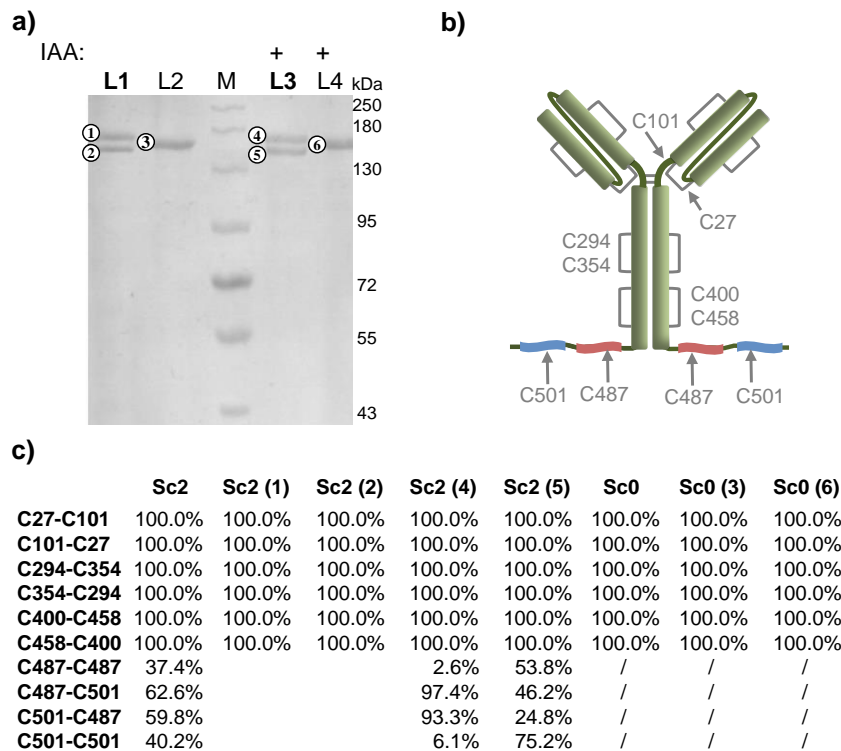 a)
IAA: + +
L1 L2 M L3 L4 kDa
250
180
130
95
72
55
43
1
2
3
4
5
6
b)
C101
C27
C294
C354
C400
C458
C501 C487 C487 C501
c)
Sc2 Sc2 (1) Sc2 (2) Sc2 (4) Sc2 (5) Sc0 Sc0 (3) Sc0 (6)
C27-C101 100.0% 100.0% 100.0% 100.0% 100.0% 100.0% 100.0% 100.0%
C101-C27 100.0% 100.0% 100.0% 100.0% 100.0% 100.0% 100.0% 100.0%
C294-C354 100.0% 100.0% 100.0% 100.0% 100.0% 100.0% 100.0% 100.0%
C354-C294 100.0% 100.0% 100.0% 100.0% 100.0% 100.0% 100.0% 100.0%
C400-C458 100.0% 100.0% 100.0% 100.0% 100.0% 100.0% 100.0% 100.0%
C458-C400 100.0% 100.0% 100.0% 100.0% 100.0% 100.0% 100.0% 100.0%
C487-C487 37.4% 2.6% 53.8% / / /
C487-C501 62.6% 97.4% 46.2% / / /
C501-C487 59.8% 93.3% 24.8% / / /
C501-C501 40.2% 6.1% 75.2% / / /